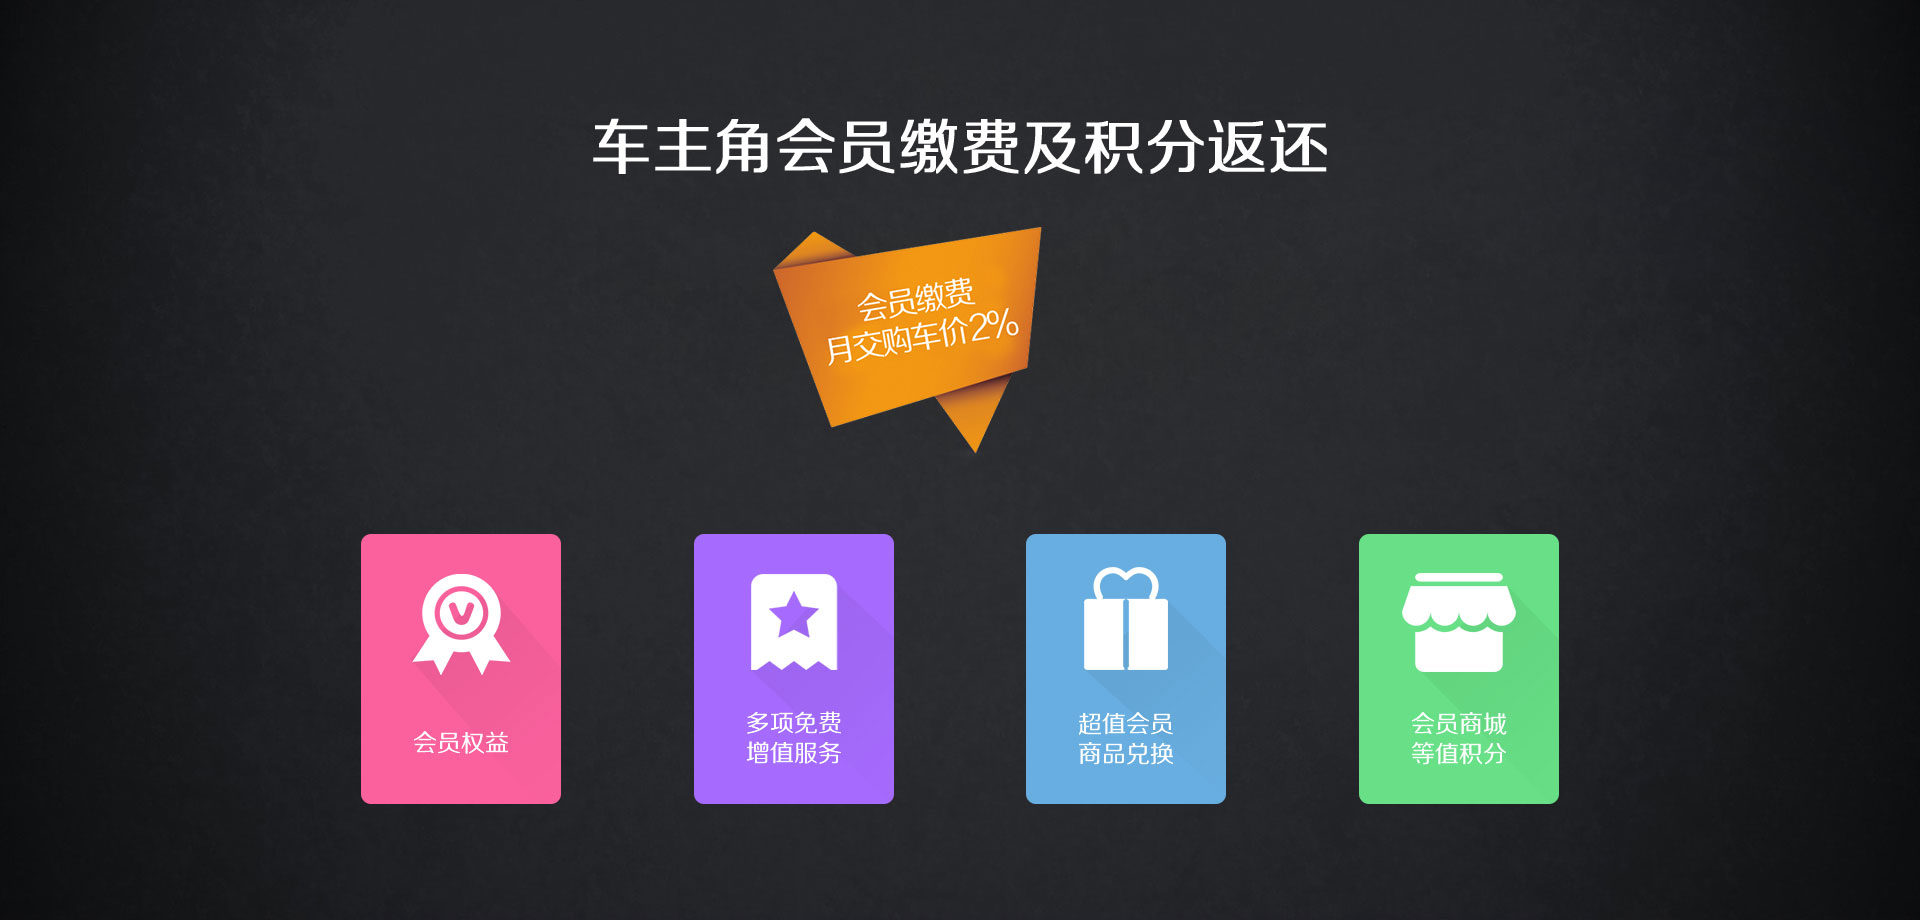 车主角会员缴费及积分返还
会员缴费
月交购车价2%
会员权益
多项免费
增值服务
超值会员
商品兑换
会员商城
等值积分